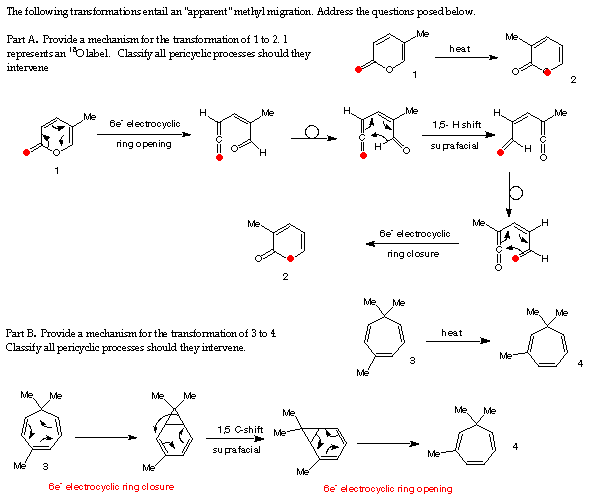 The following transformations entail an "apparent" methyl migration. Address the questions posed below.
Part A. Provide a mechanism for the transformation of 1 to 2. 1
represents an ¹⁸O label. Classify all pericyclic processes should they
intervene
Me
O
1
heat
Me
O
2
Me
O
1
6e⁻ electrocyclic
ring opening
H
Me
C
O
H
H
Me
C
H
O
1,5- H shift
suprafacial
H
Me
C
H
O
Me
O
2
6e⁻ electrocyclic
ring closure
Me
H
C
O
H
Part B. Provide a mechanism for the transformation of 3 to 4.
Classify all pericyclic processes should they intervene.
Me
Me
Me
3
heat
Me
Me
Me
4
Me
Me
Me
3
Me
Me
Me
1,5 C-shift
suprafacial
Me
Me
Me
Me
Me
Me
4
6e⁻ electrocyclic ring closure
6e⁻ electrocyclic ring opening